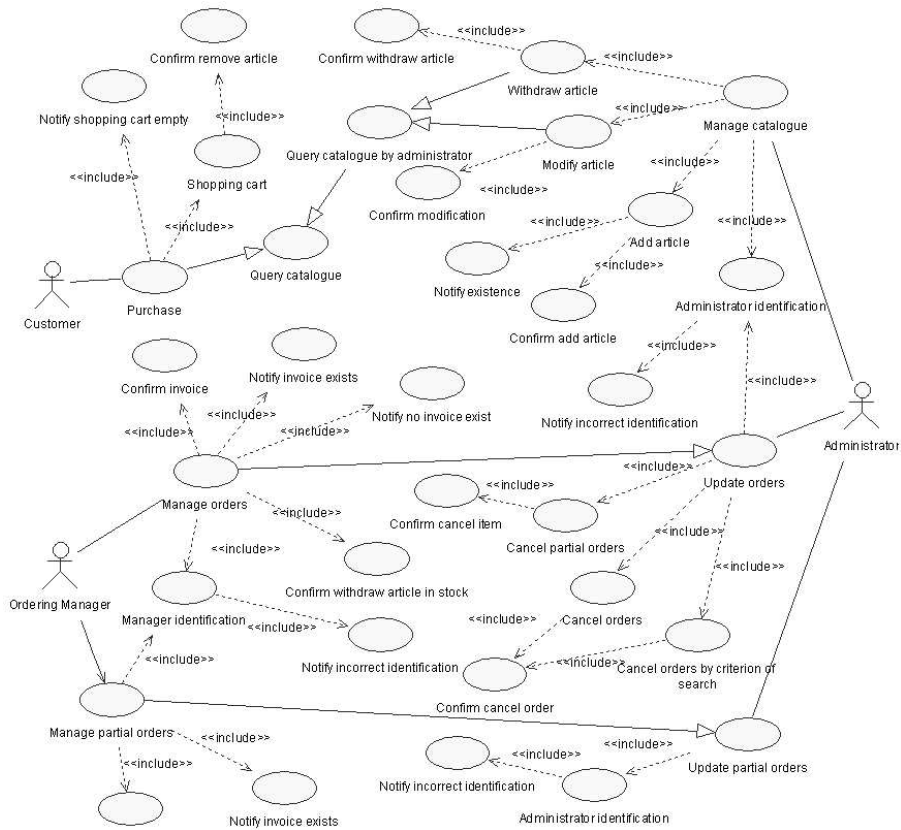 <<include>>
Confirm remove article
Confirm withdraw article
<<include>>
Withdraw article
<<include>>
Notify shopping cart empty
<<include>>
Query catalogue by administrator
<<include>>
Manage catalogue
Modify article
<<include>>
Shopping cart
<<include>>
<<include>>
Confirm modification
<<include>>
<<include>>
<<include>>
Add article
<<include>>
<<include>>
Query catalogue
Notify existence
Administrator identification
Purchase
Customer
Confirm add article
<<include>>
Confirm invoice
Notify invoice exists
<<include>>
Notify no invoice exist
Notify incorrect identification
<<include>>
<<include>>
<<include>>
Administrator
Manage orders
<<include>>
Update orders
<<include>>
<<include>>
Confirm cancel item
<<include>>
Cancel partial orders
<<include>>
<<include>>
Confirm withdraw article in stock
Ordering Manager
Manager identification
<<include>>
<<include>>
Cancel orders
<<include>>
Notify incorrect identification
<<include>>
Cancel orders by criterion of
search
Confirm cancel order
Manage partial orders
<<include>>
<<include>>
<<include>>
<<include>>
Update partial orders
Notify incorrect identification
Notify invoice exists
Administrator identification